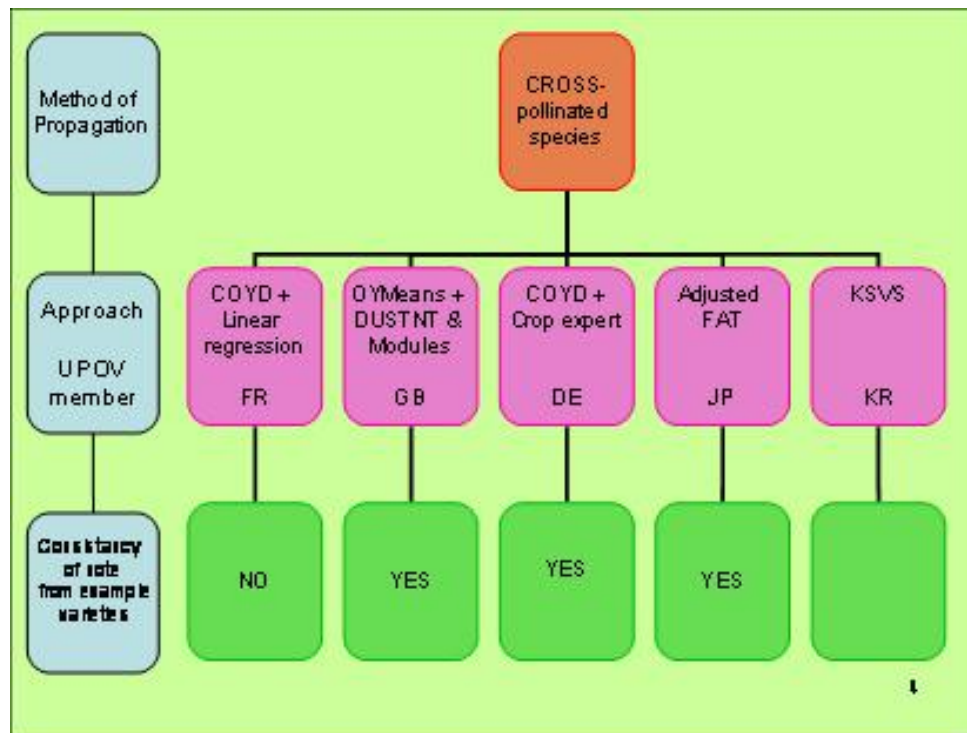 Method of
Propagation
CROSS-
pollinated
species
Approach
UPOV
member
COYD +
Linear
regression
FR
OYMeans +
DUSTNT &
Modules
GB
COYD +
Crop expert
DE
Adjusted
FAT
JP
KSVS
KR
Consistancy
of note
from example
varieties
NO
YES
YES
YES